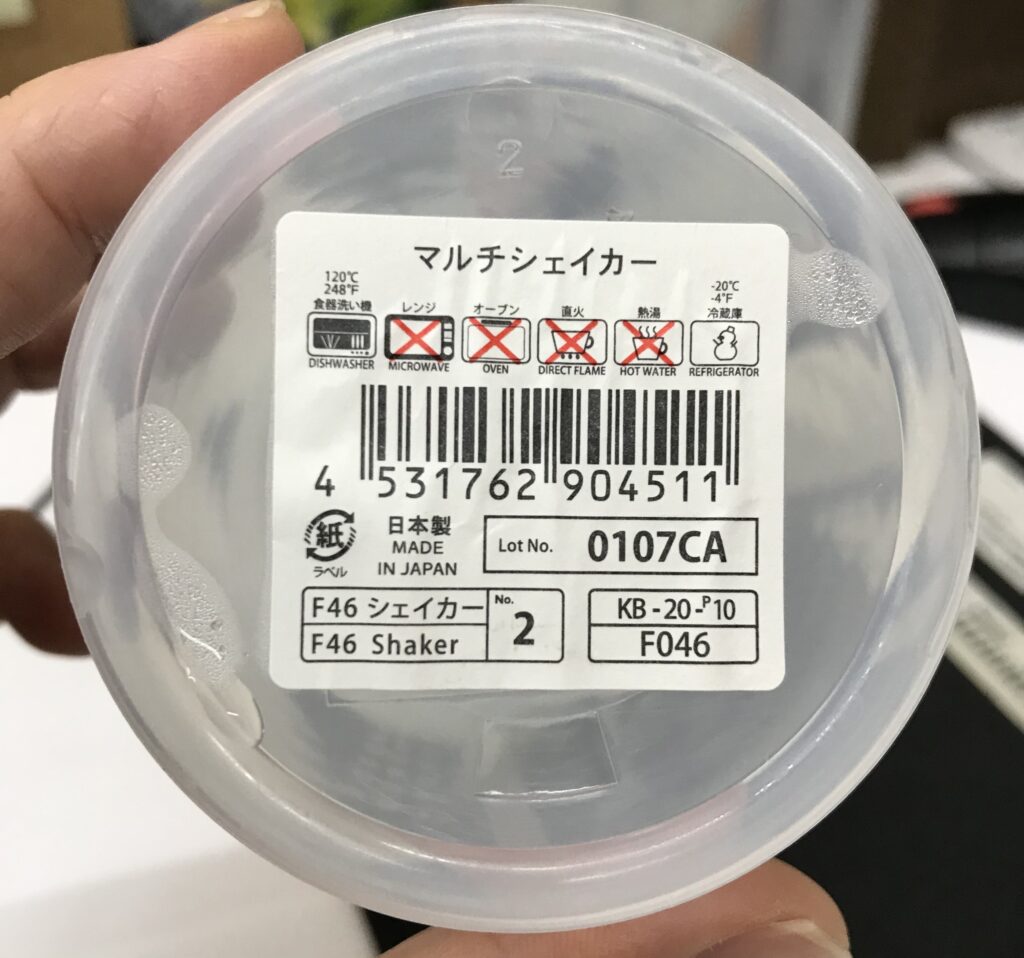 2
マルチシェイカー
120℃
248°F
食器洗い機
DISHWASHER
レンジ
MICROWAVE
オーブン
OVEN
直火
DIRECT FLAME
熱湯
HOT WATER
-20℃
-4°F
冷蔵庫
REFRIGERATOR
4 531762 904511
紙
ラベル
日本製
MADE
IN JAPAN
Lot No. 0107CA
F46 シェイカー
F46 Shaker
No.
2
KB-20-P10
F046